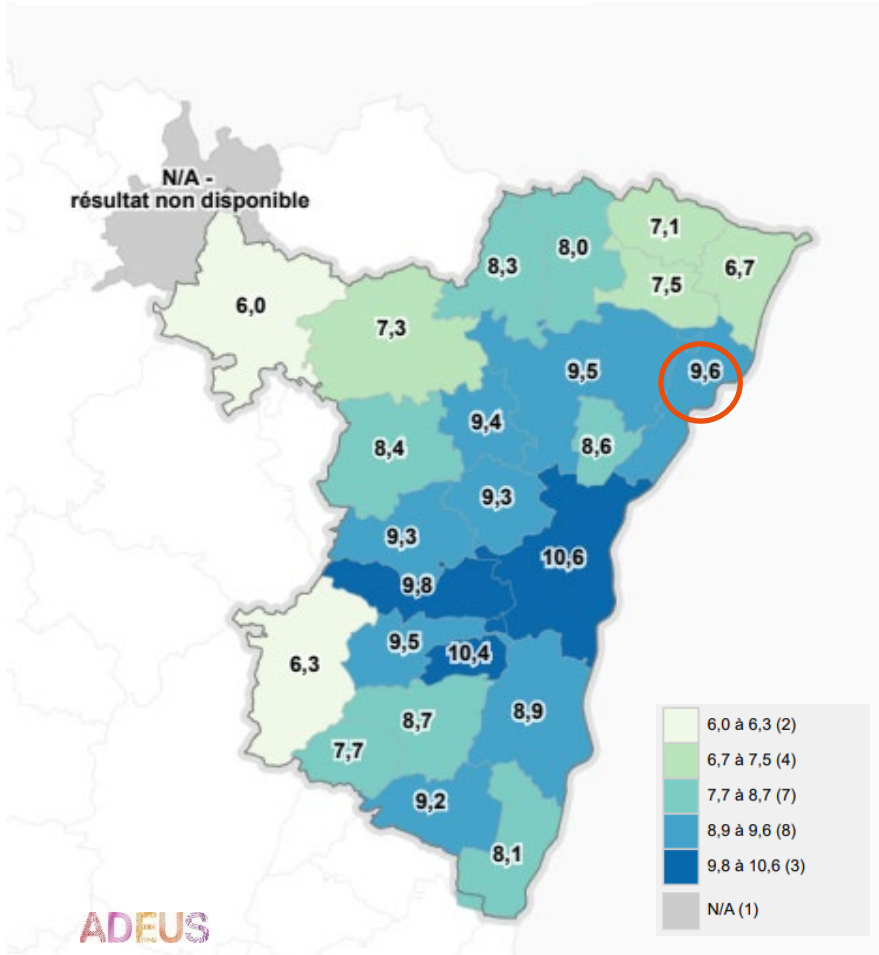 N/A -
résultat non disponible
7,1
8,0
8,3
6,7
7,5
6,0
7,3
9,5
9,6
9,4
8,4
8,6
9,3
9,3
10,6
9,8
9,5
10,4
6,3
8,9
8,7
7,7
9,2
8,1
6,0 à 6,3 (2)
6,7 à 7,5 (4)
7,7 à 8,7 (7)
8,9 à 9,6 (8)
9,8 à 10,6 (3)
N/A (1)
ADEUS